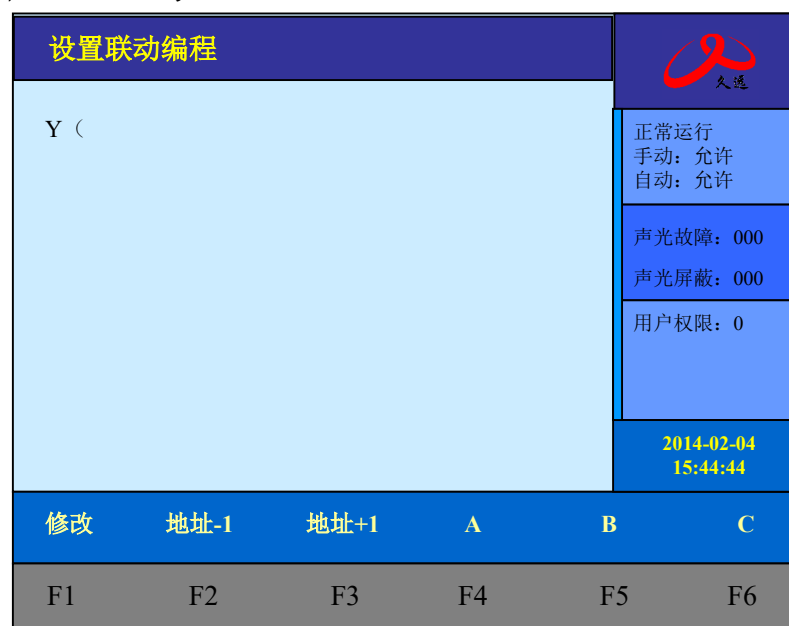 设置联动编程
久远
Y（
正常运行
手动：允许
自动：允许
声光故障：000
声光屏蔽：000
用户权限：0
2014-02-04
15:44:44
修改 地址-1 地址+1 A B C
F1 F2 F3 F4 F5 F6